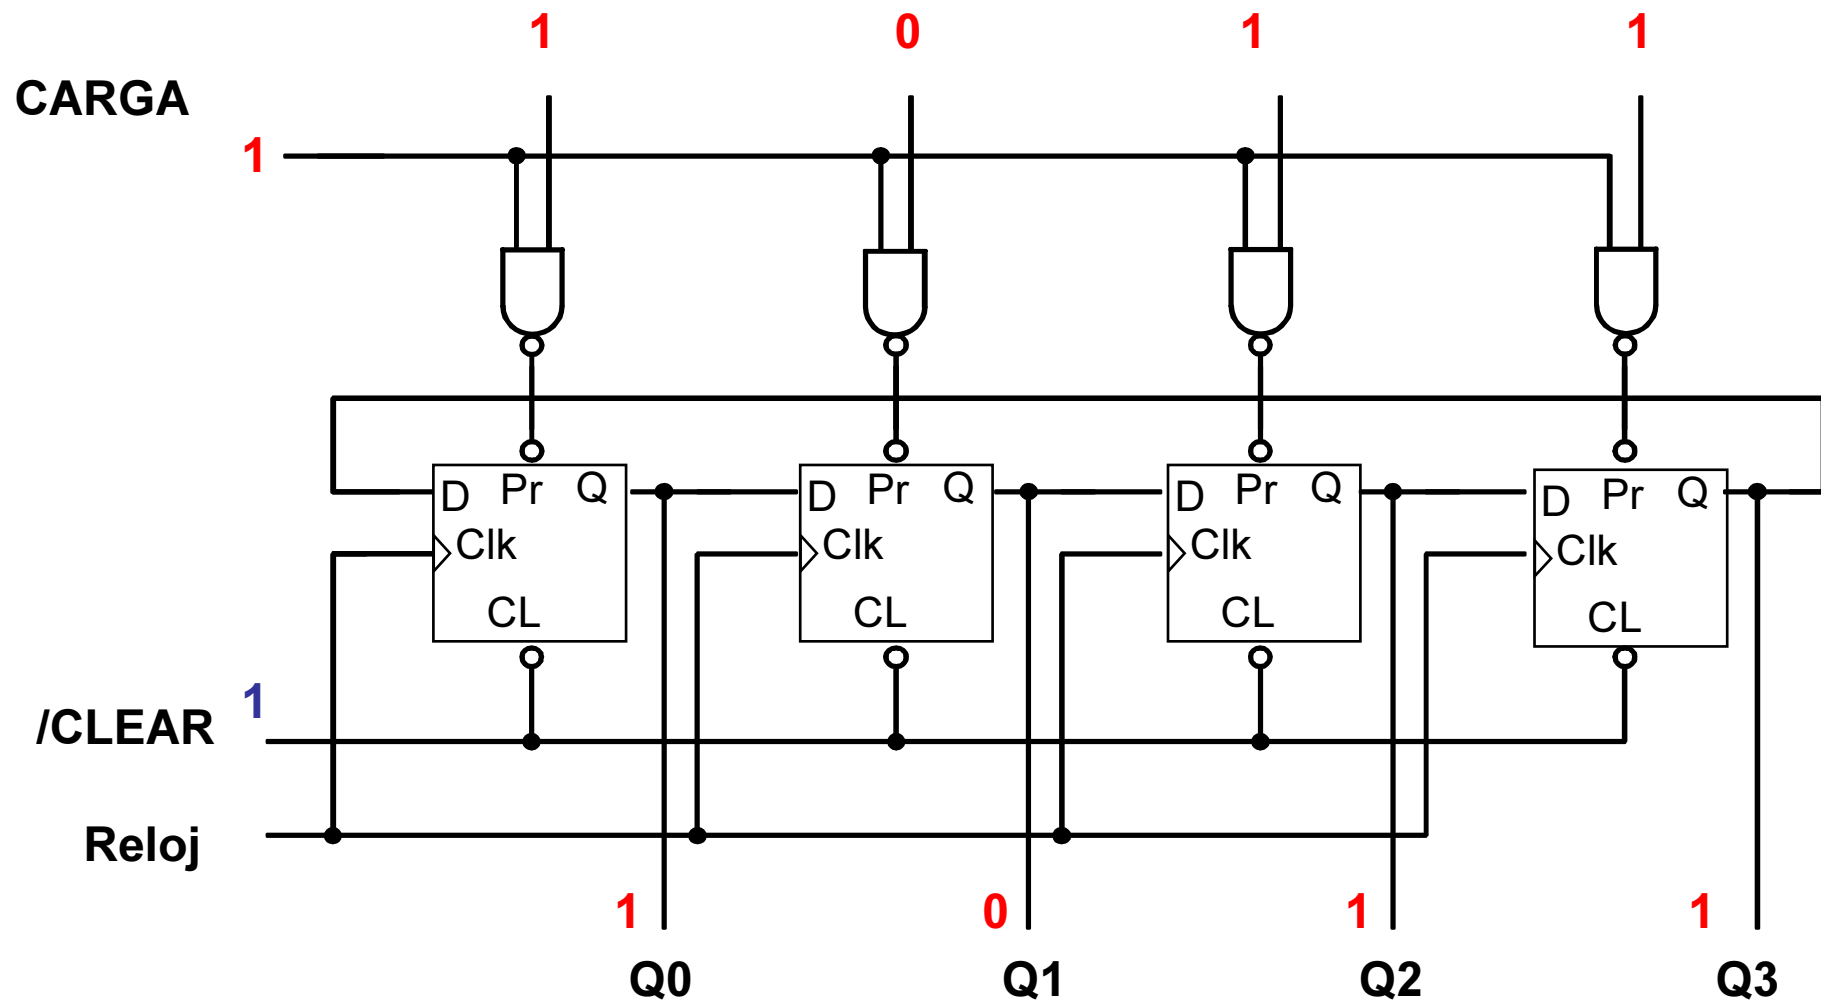 1 0 1 1
CARGA
1
D Pr Q D Pr Q D Pr Q D Pr Q
Clk Clk Clk Clk
CL CL CL CL
1
/CLEAR
Reloj
1 0 1 1
Q0 Q1 Q2 Q3